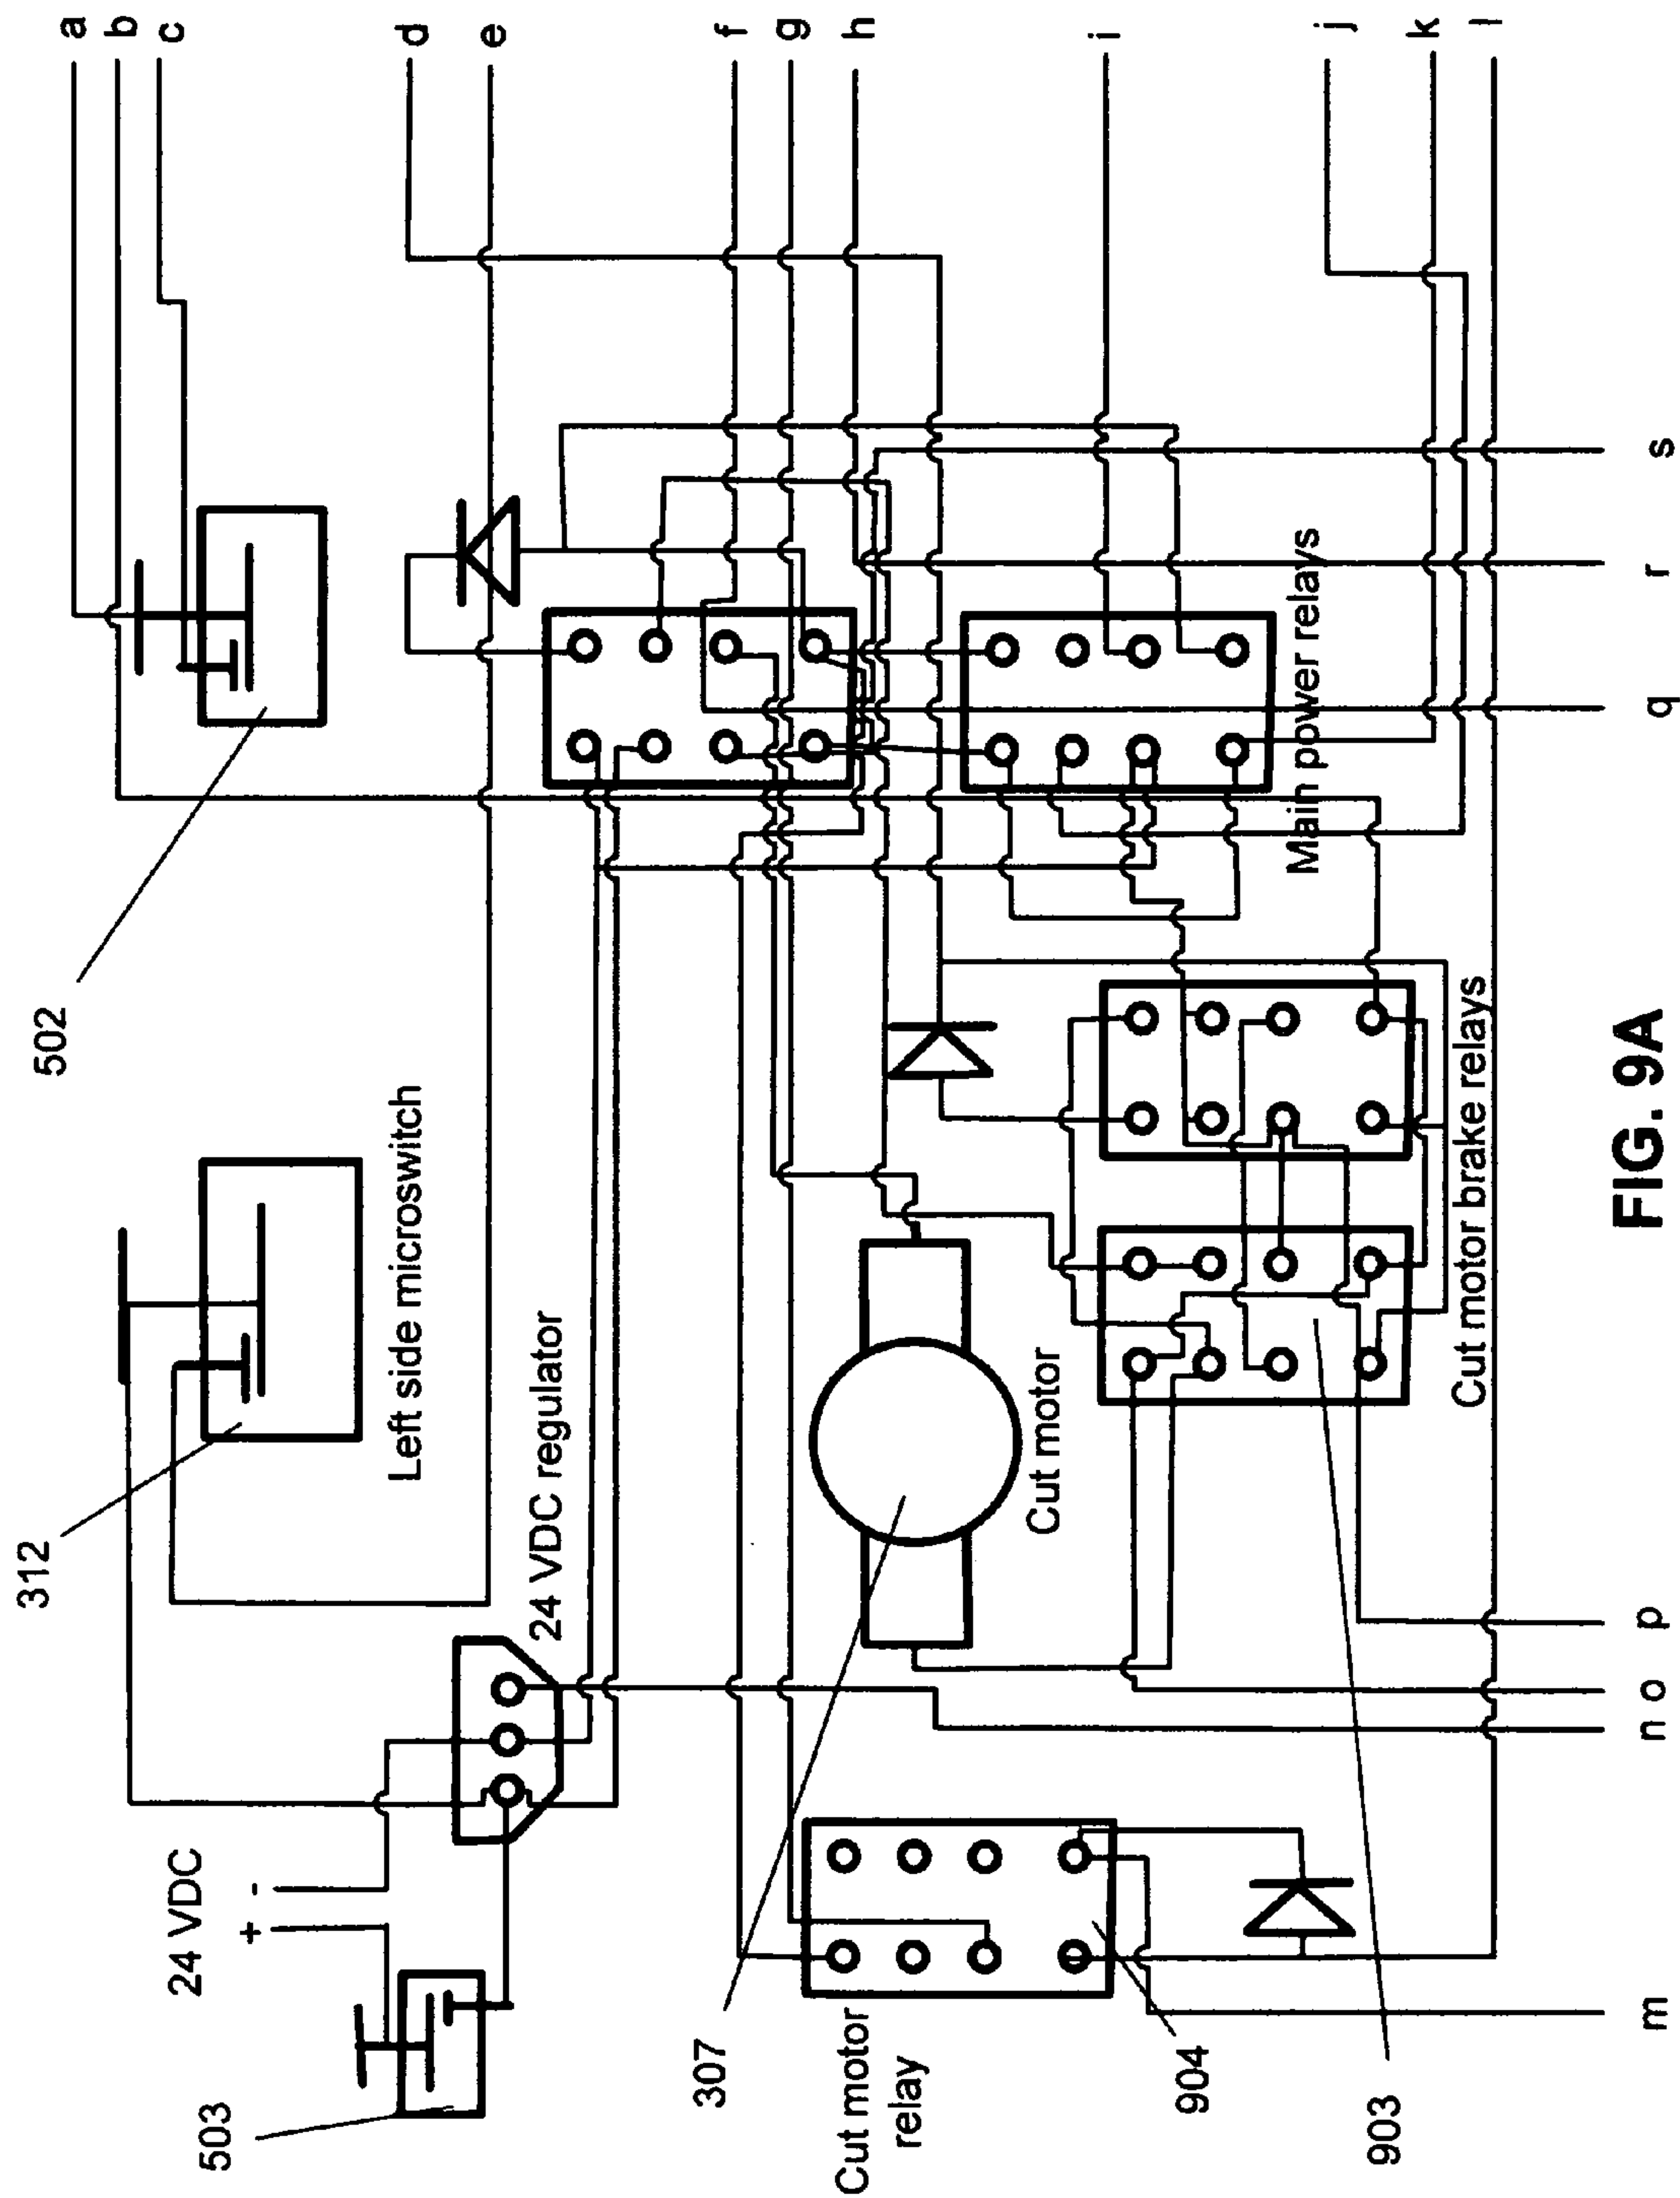 502
312
Left side microswitch
24 VDC
+ -
503
24 VDC regulator
307
Cut motor
Cut motor
relay
904
903
Main power relays
Cut motor brake relays
a
b
c
d
e
f
g
h
i
j
k
l
m
n
o
p
q
r
s
FIG. 9A